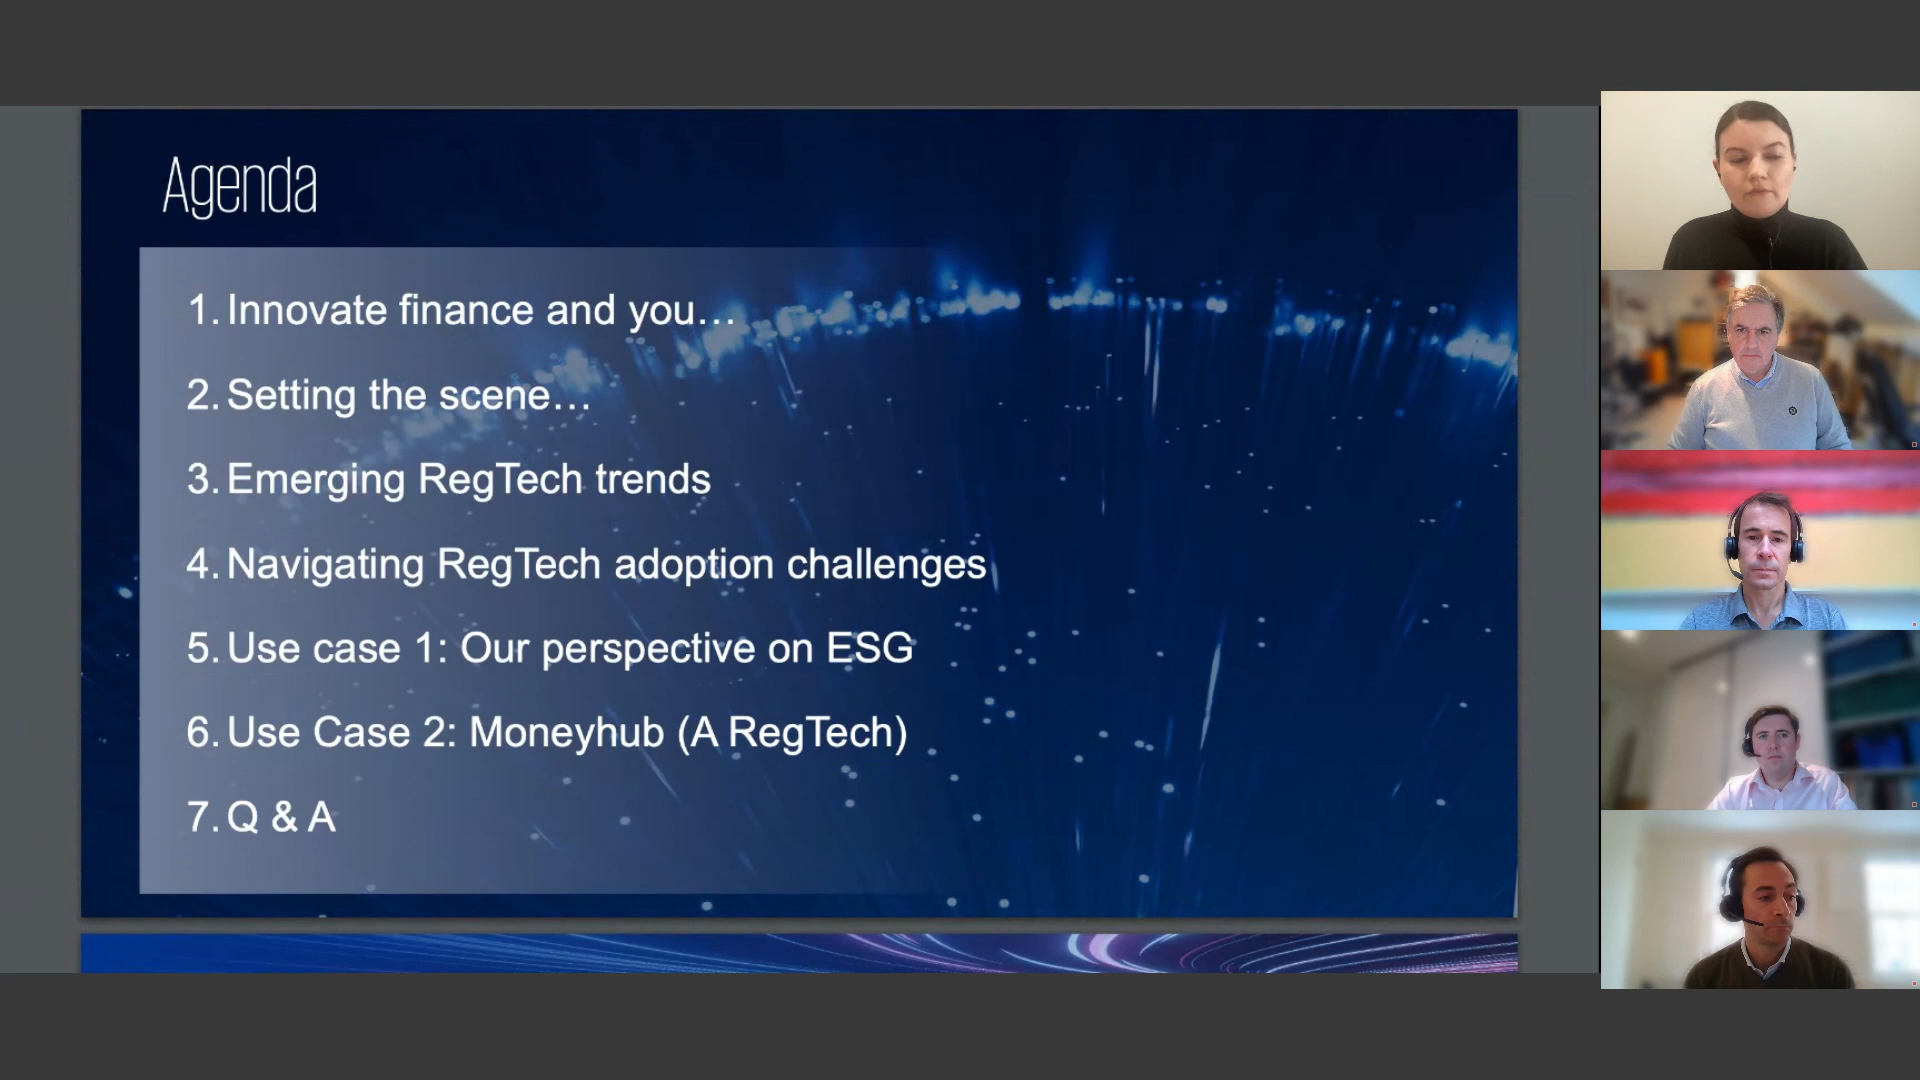 Agenda
1. Innovate finance and you…
2. Setting the scene…
3. Emerging RegTech trends
4. Navigating RegTech adoption challenges
5. Use case 1: Our perspective on ESG
6. Use Case 2: Moneyhub (A RegTech)
7. Q & A